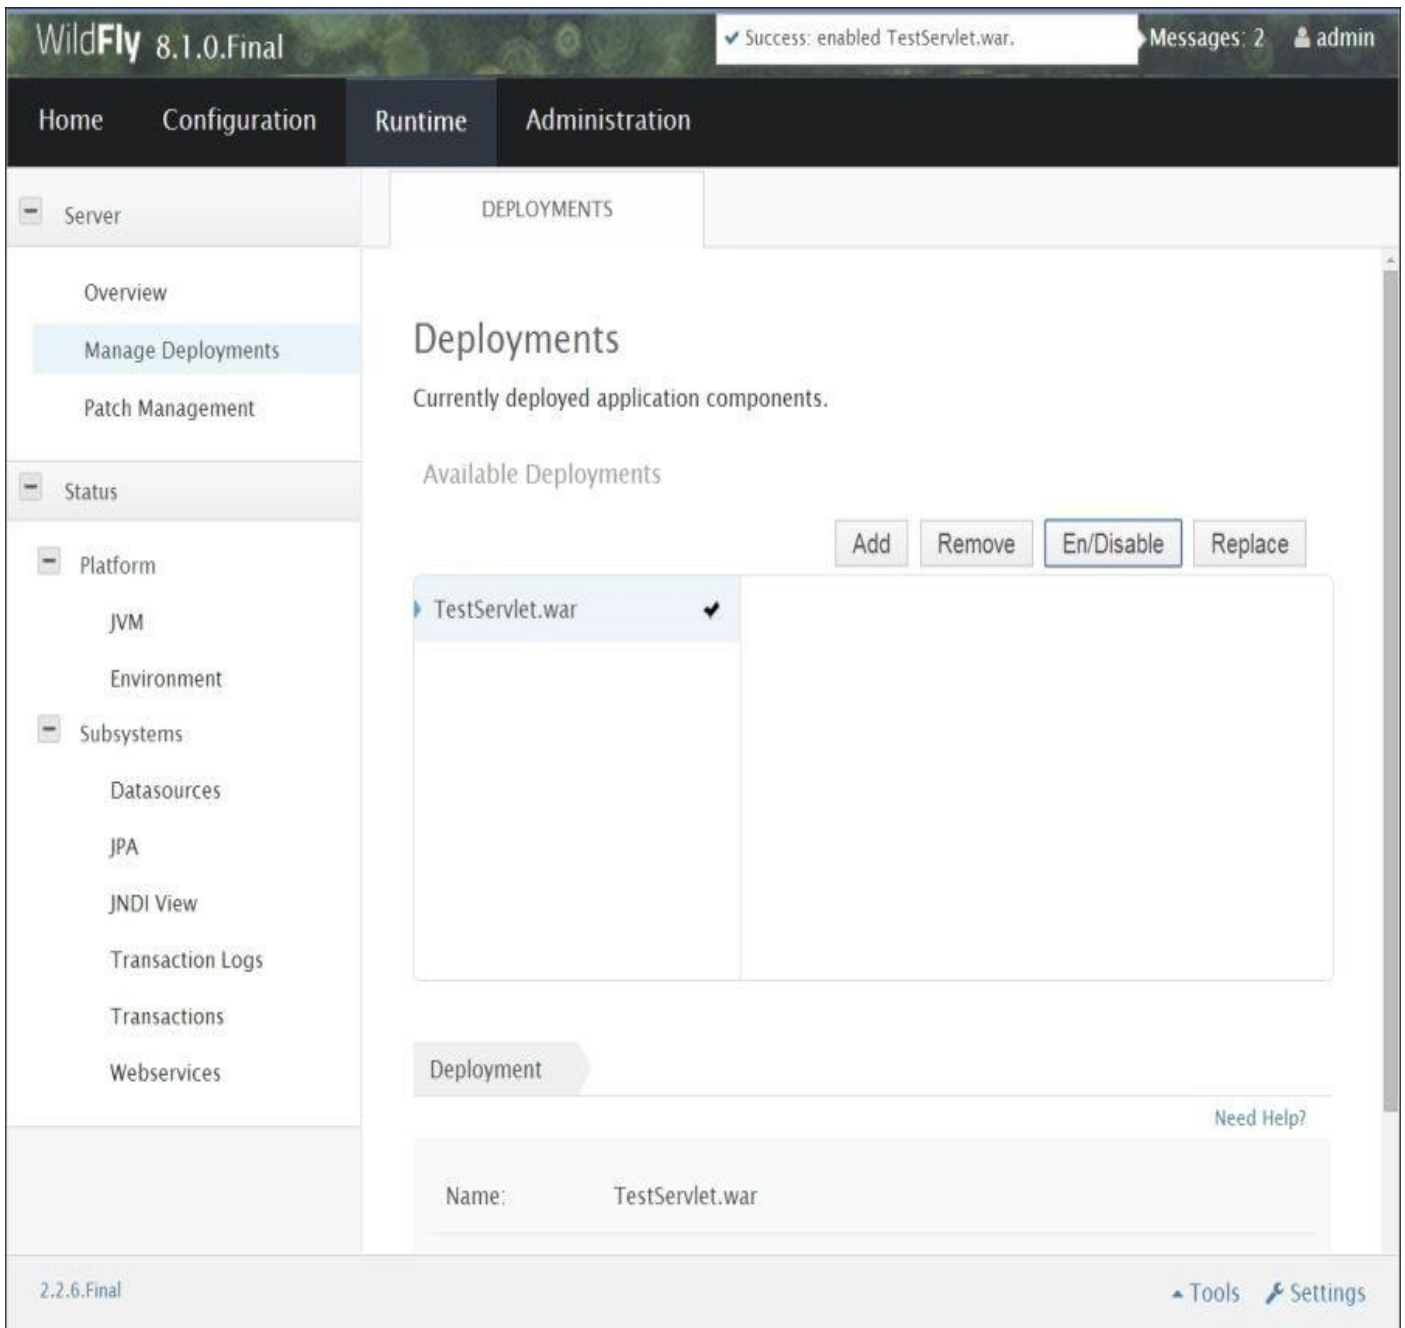 WildFly 8.1.0.Final
✔ Success: enabled TestServlet.war.
Messages: 2 admin
Home Configuration Runtime Administration
Server
DEPLOYMENTS
Overview
Manage Deployments
Patch Management
Status
Platform
JVM
Environment
Subsystems
Datasources
JPA
JNDI View
Transaction Logs
Transactions
Webservices
Deployments
Currently deployed application components.
Available Deployments
Add Remove En/Disable Replace
TestServlet.war ✔
Deployment
Need Help?
Name: TestServlet.war
2.2.6.Final
Tools Settings